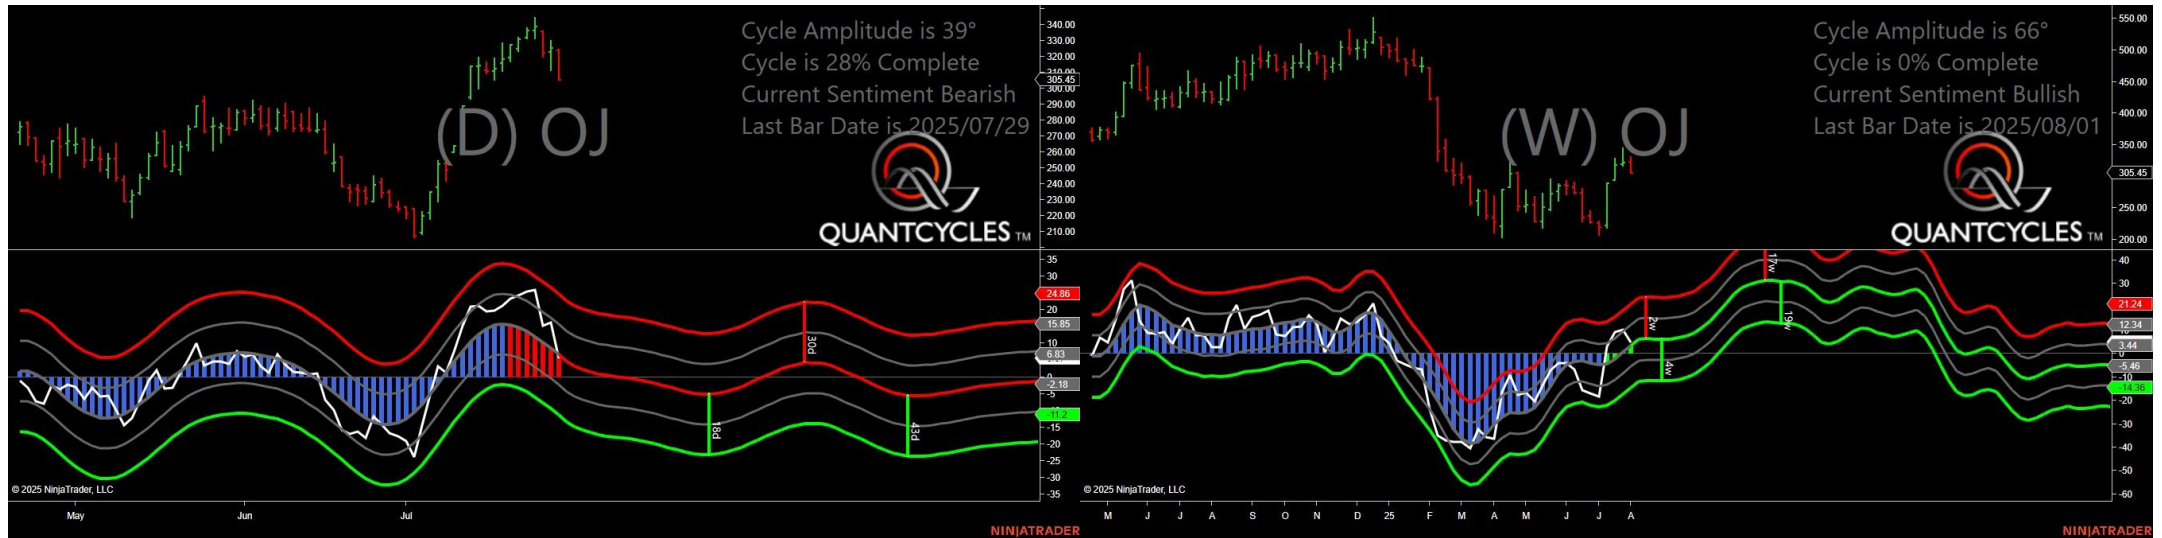 Cycle Amplitude is 39°
Cycle is 28% Complete
Current Sentiment Bearish
Last Bar Date is 2025/07/29
(D) OJ
QUANTCYCLES TM
340.00
330.00
320.00
310.00
305.45
300.00
290.00
280.00
270.00
260.00
250.00
240.00
230.00
220.00
210.00
35
30
24.86
20
15.85
10
6.83
0
-2.18
-5
-11.2
-15
-20
-25
-30
-35
18d
30d
43d
© 2025 NinjaTrader, LLC
May Jun Jul
NINJATRADER
Cycle Amplitude is 66°
Cycle is 0% Complete
Current Sentiment Bullish
Last Bar Date is 2025/08/01
(W) OJ
QUANTCYCLES TM
550.00
500.00
450.00
400.00
350.00
305.45
250.00
200.00
40
30
21.24
12.34
3.44
0
-5.46
-10
-14.36
-20
-30
-40
-50
-60
2w
4w
17w
19w
© 2025 NinjaTrader, LLC
M J J A S O N D 25 F M A M J J A
NINJATRADER